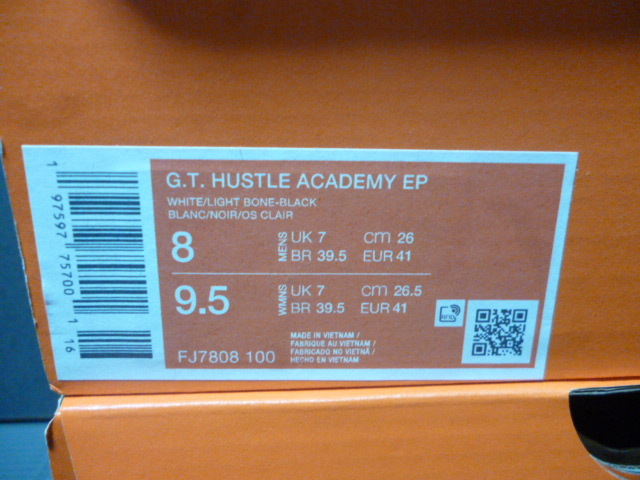 1 97597 75700 1 16
G.T. HUSTLE ACADEMY EP
WHITE/LIGHT BONE-BLACK
BLANC/NOIR/OS CLAIR
8 MENS UK 7 cm 26
BR 39.5 EUR 41
9.5 WMNS UK 7 cm 26.5
BR 39.5 EUR 41
RFID
MADE IN VIETNAM /
FABRIQUE AU VIETNAM /
FABRICADO NO VIETNÃ /
HECHO EN VIETNAM
FJ7808 100